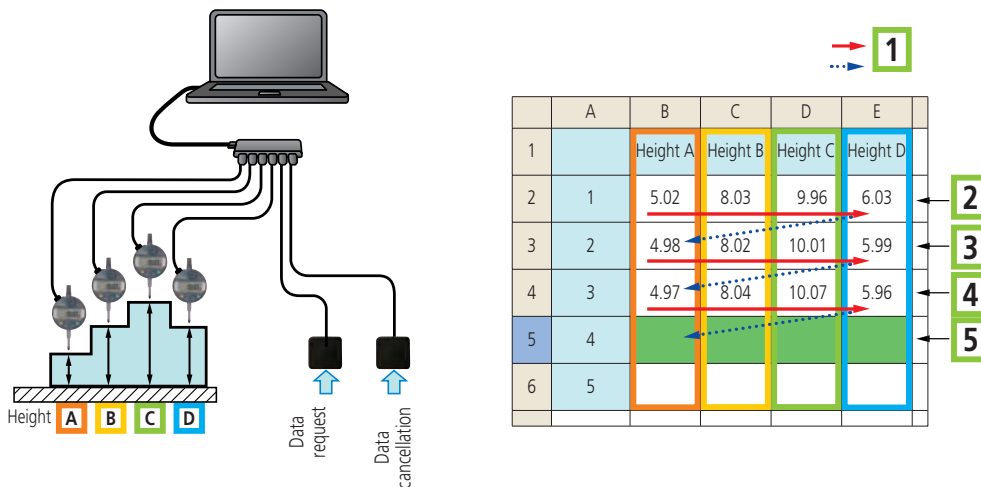 Height A B C D
Data
request
Data
cancellation
1
A B C D E
1 Height A Height B Height C Height D
2 1 5.02 8.03 9.96 6.03 2
3 2 4.98 8.02 10.01 5.99 3
4 3 4.97 8.04 10.07 5.96 4
5 4 5
6 5